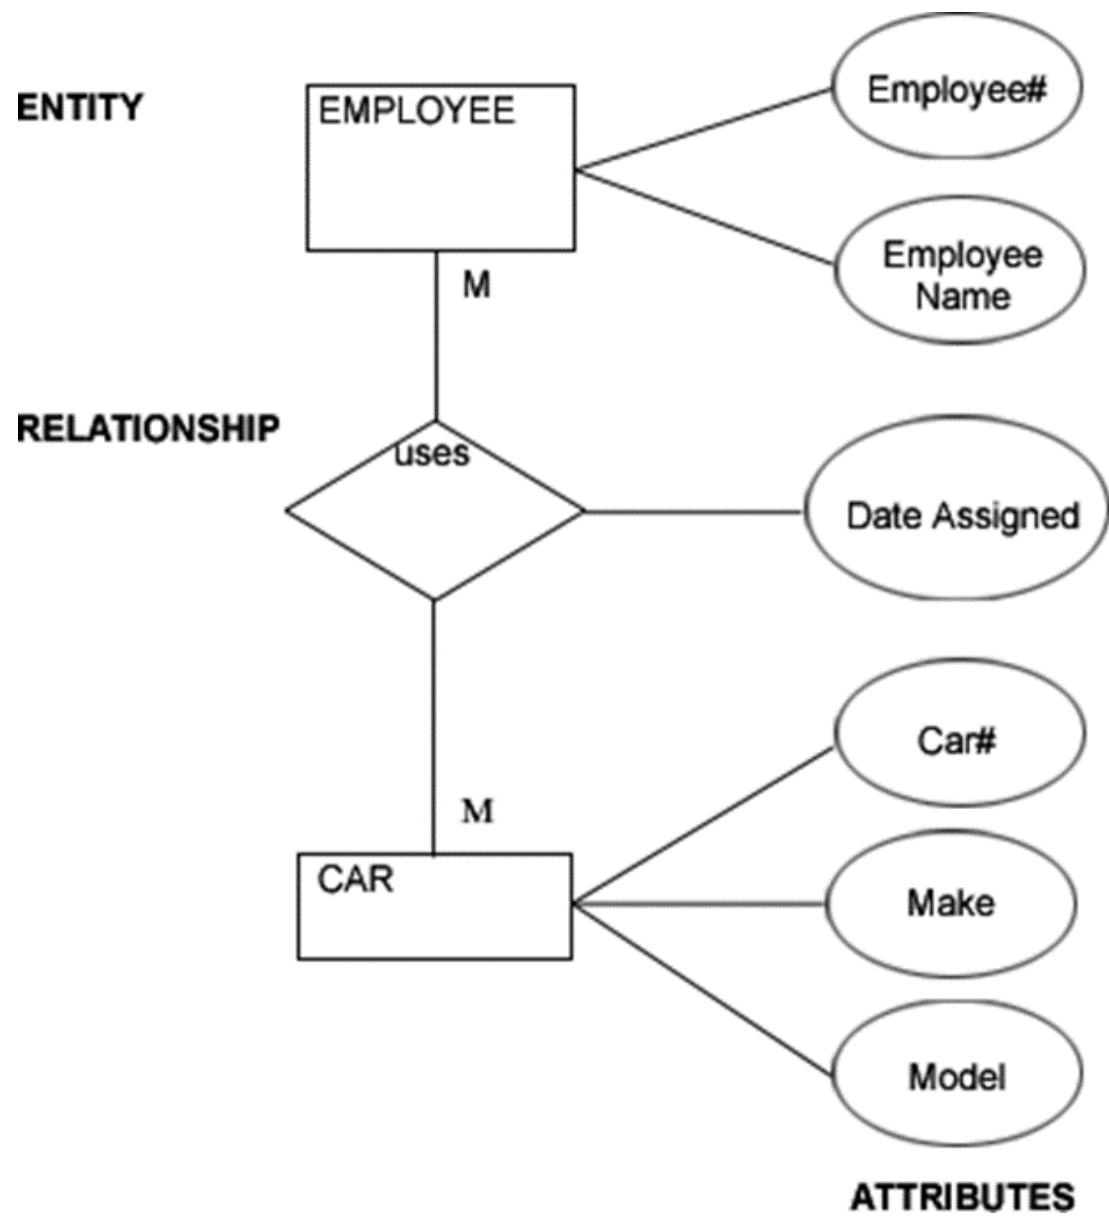 ENTITY
EMPLOYEE
Employee#
Employee
Name
M
RELATIONSHIP
uses
Date Assigned
Car#
M
CAR
Make
Model
ATTRIBUTES